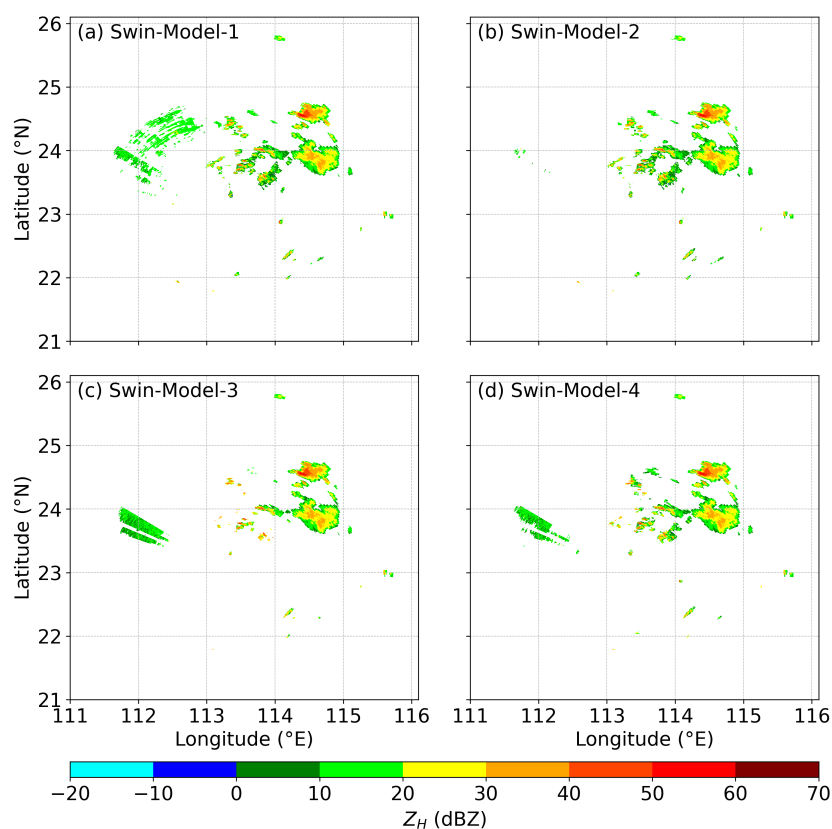 (a) Swin-Model-1
(b) Swin-Model-2
26
25
24
23
22
21
Latitude (°N)
(c) Swin-Model-3
(d) Swin-Model-4
26
25
24
23
22
21
Latitude (°N)
111 112 113 114 115 116
111 112 113 114 115 116
Longitude (°E)
Longitude (°E)
−20 −10 0 10 20 30 40 50 60 70
Z_H (dBZ)